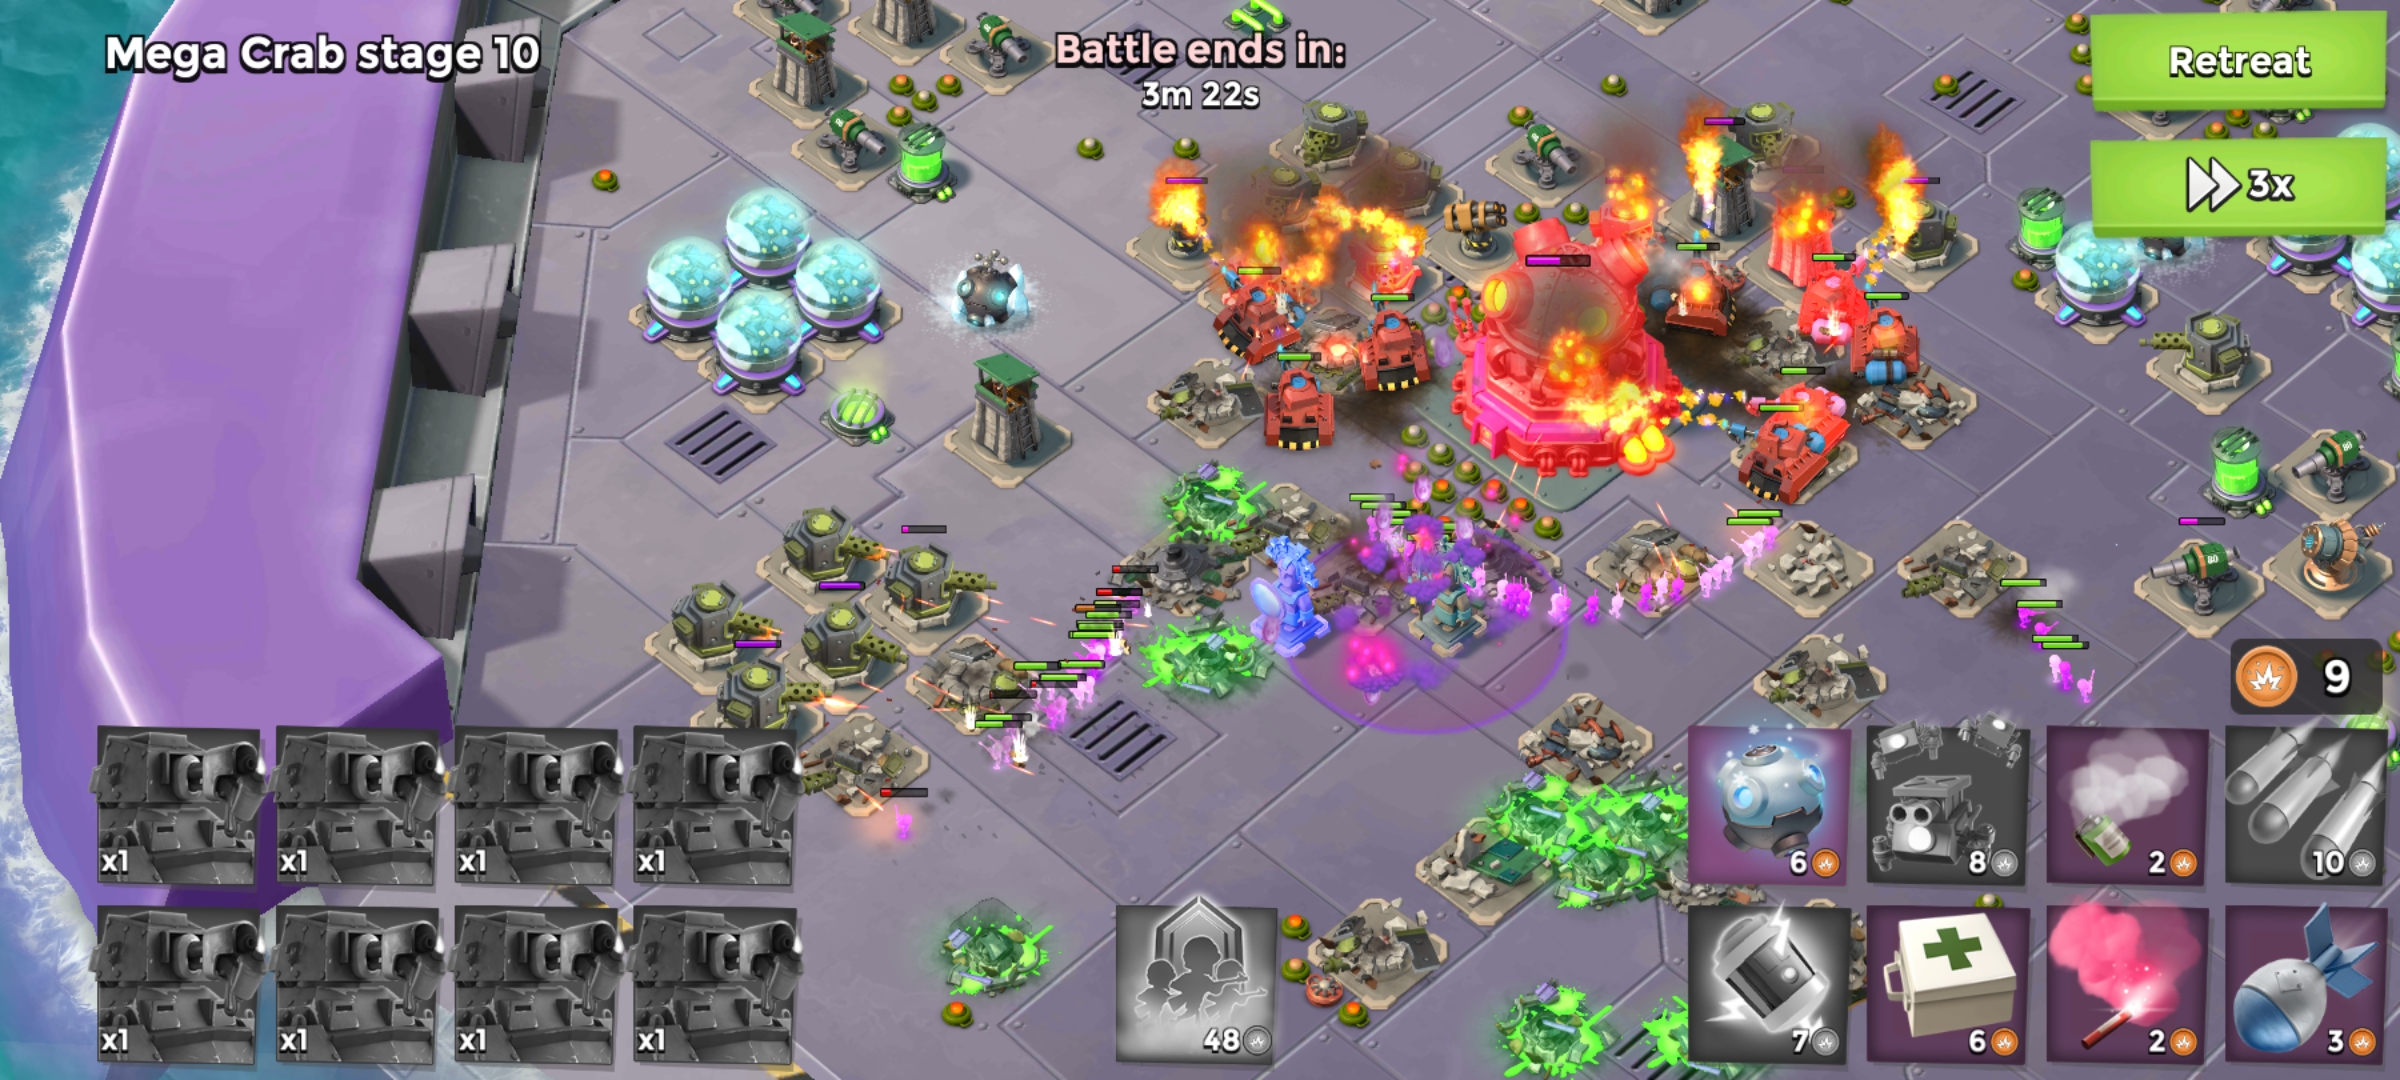 Mega Crab stage 10
Battle ends in:
3m 22s
Retreat
3x
9
x1
x1
x1
x1
6
8
2
10
x1
x1
x1
x1
48
7
6
2
3